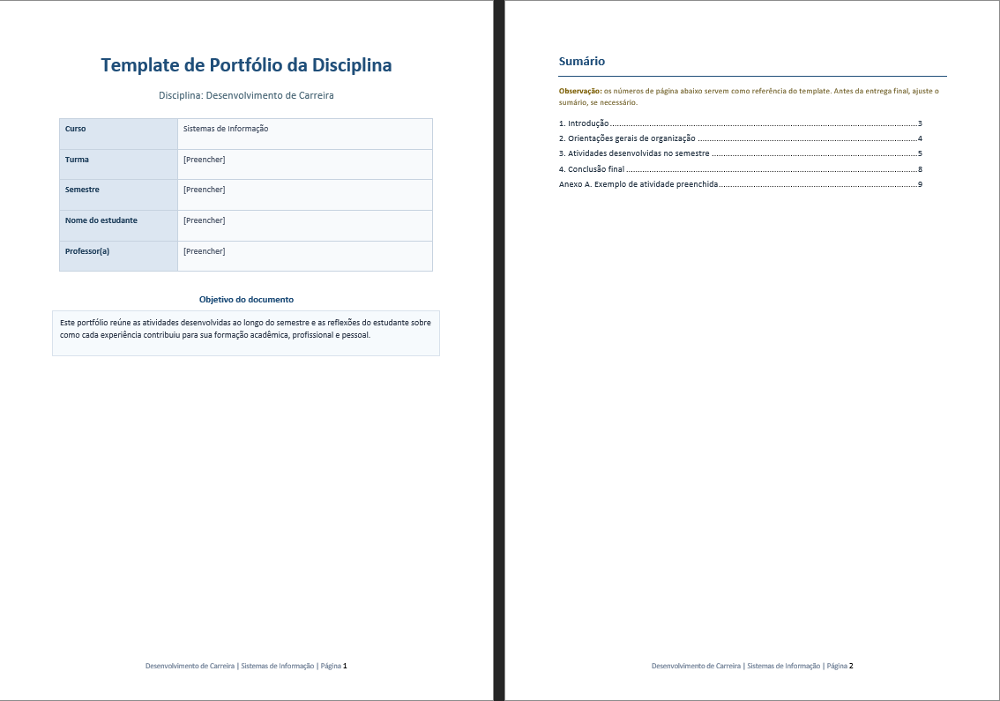 Template de Portfólio da Disciplina
Disciplina: Desenvolvimento de Carreira
Curso Sistemas de Informação
Turma [Preencher]
Semestre [Preencher]
Nome do estudante [Preencher]
Professor(a) [Preencher]
Objetivo do documento
Este portfólio reúne as atividades desenvolvidas ao longo do semestre e as reflexões do estudante sobre
como cada experiência contribuiu para sua formação acadêmica, profissional e pessoal.
Desenvolvimento de Carreira | Sistemas de Informação | Página 1
Sumário
Observação: os números de página abaixo servem como referência do template. Antes da entrega final, ajuste o
sumário, se necessário.
1. Introdução 3
2. Orientações gerais de organização 4
3. Atividades desenvolvidas no semestre 5
4. Conclusão final 8
Anexo A. Exemplo de atividade preenchida 9
Desenvolvimento de Carreira | Sistemas de Informação | Página 2